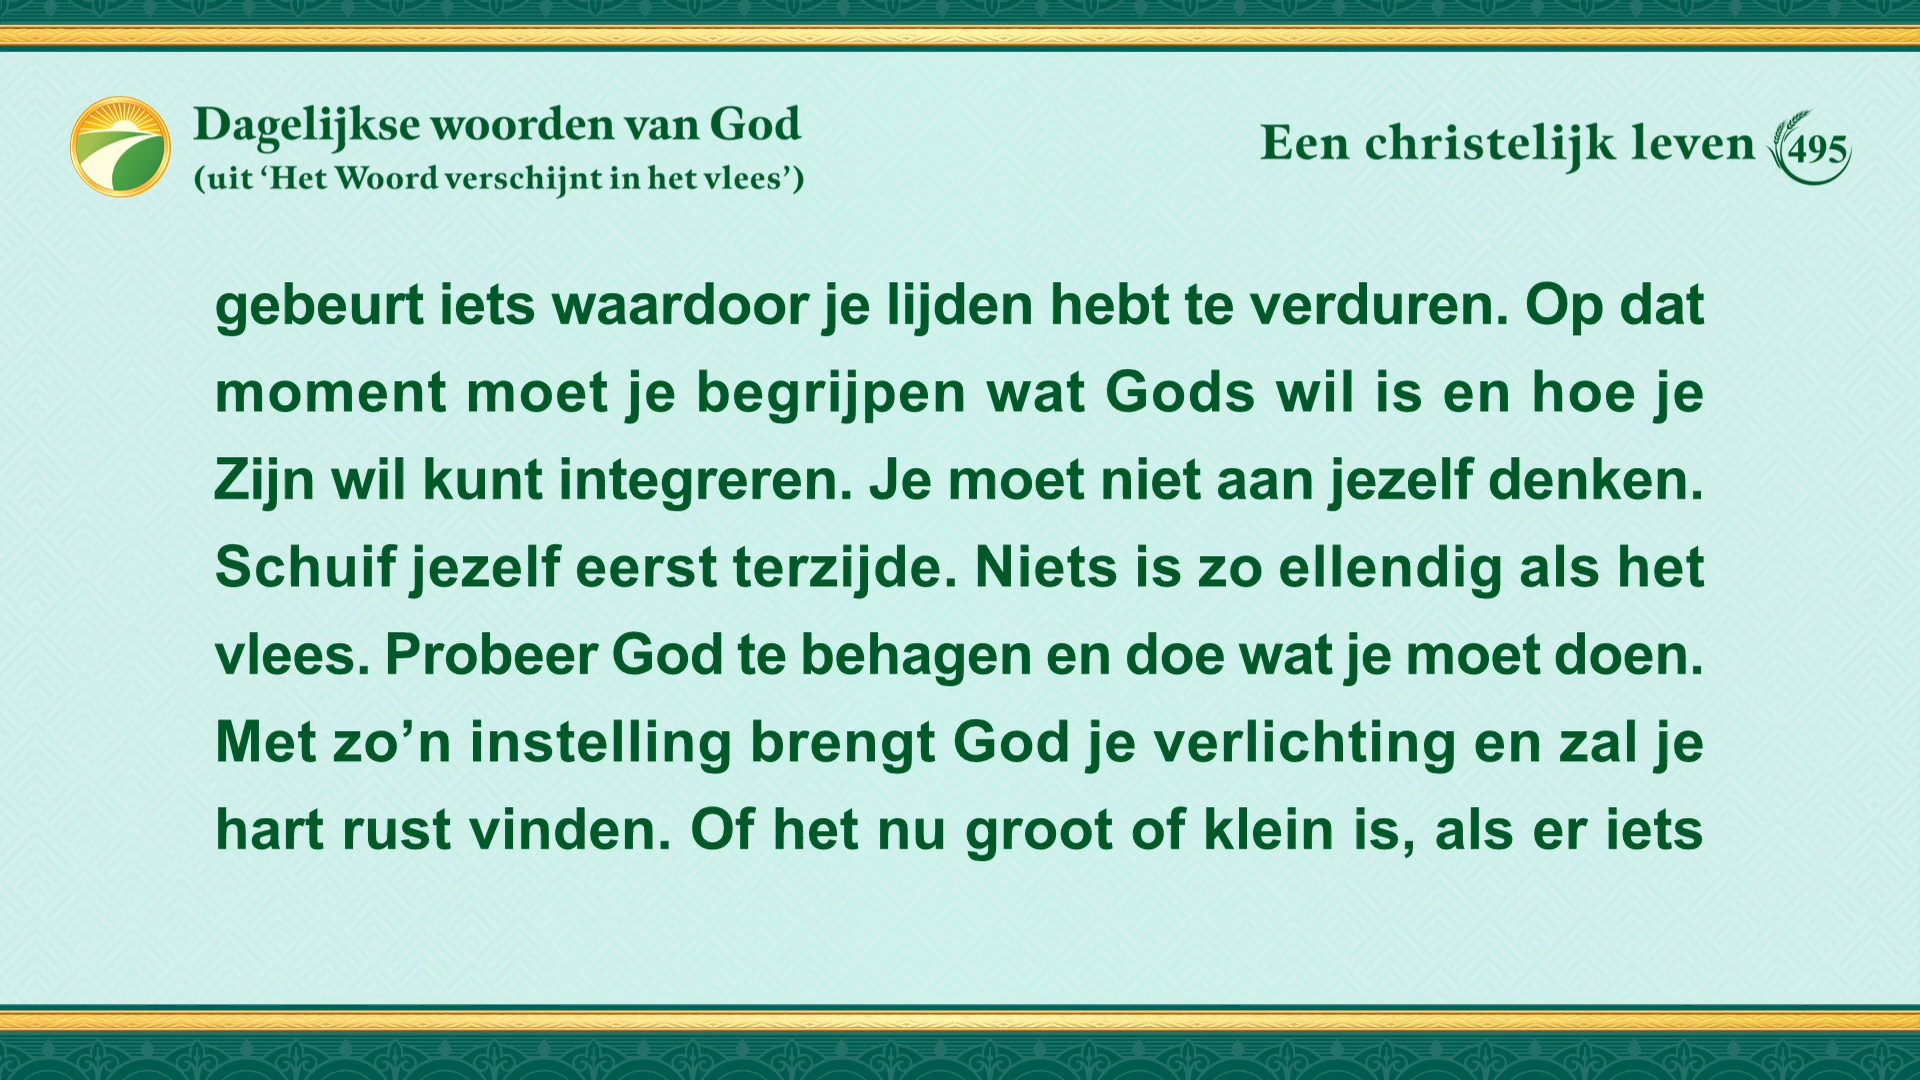 Dagelijkse woorden van God
(uit ‘Het Woord verschijnt in het vlees’)
Een christelijk leven 495
gebeurt iets waardoor je lijden hebt te verduren. Op dat
moment moet je begrijpen wat Gods wil is en hoe je
Zijn wil kunt integreren. Je moet niet aan jezelf denken.
Schuif jezelf eerst terzijde. Niets is zo ellendig als het
vlees. Probeer God te behagen en doe wat je moet doen.
Met zo’n instelling brengt God je verlichting en zal je
hart rust vinden. Of het nu groot of klein is, als er iets